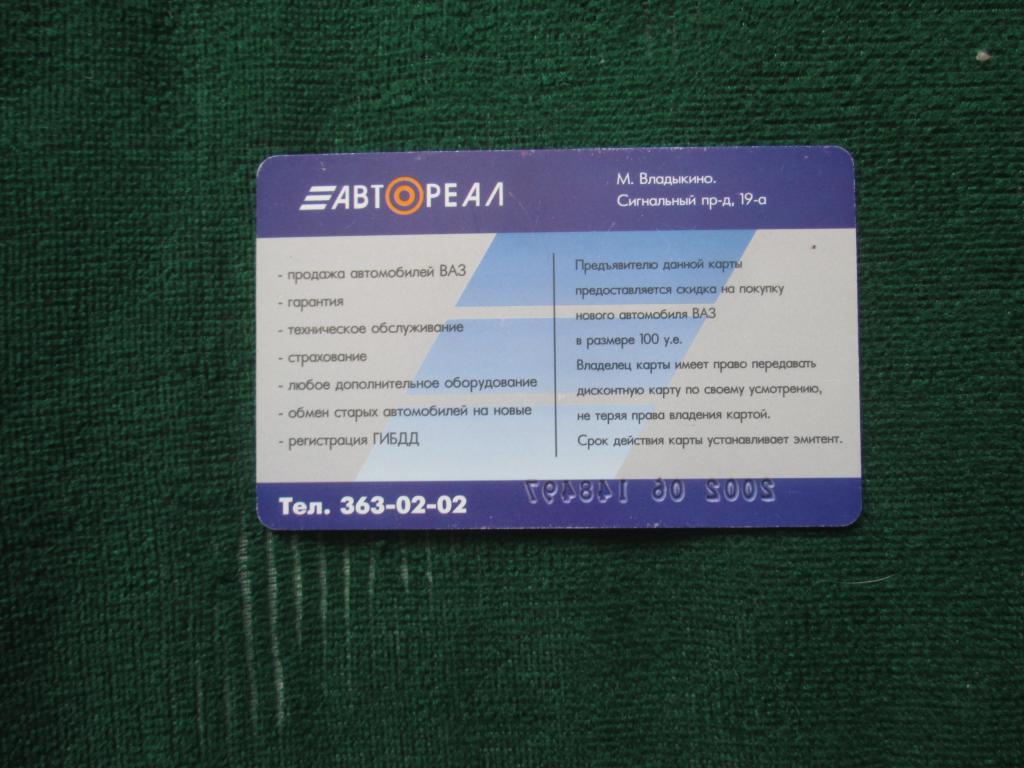 АВТОРЕАЛ
М. Владыкино.
Сигнальный пр-д, 19-а
- продажа автомобилей ВАЗ
- гарантия
- техническое обслуживание
- страхование
- любое дополнительное оборудование
- обмен старых автомобилей на новые
- регистрация ГИБДД
Предъявителю данной карты
предоставляется скидка на покупку
нового автомобиля ВАЗ
в размере 100 у.е.
Владелец карты имеет право передавать
дисконтную карту по своему усмотрению,
не теряя права владения картой.
Срок действия карты устанавливает эмитент.
Тел. 363-02-02
2002 06 148497